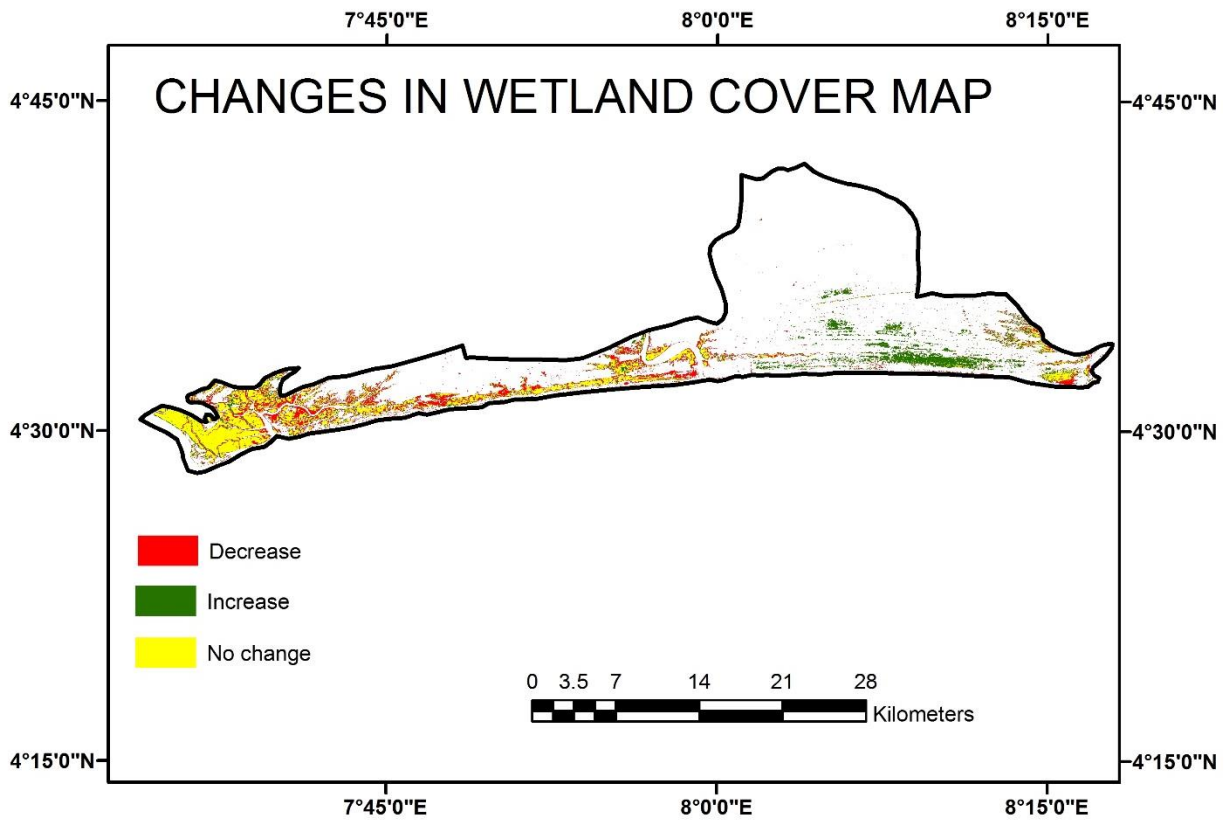 7°45'0"E 8°0'0"E 8°15'0"E
CHANGES IN WETLAND COVER MAP
4°45'0"N 4°45'0"N
4°30'0"N 4°30'0"N
Decrease
Increase
No change
0 3.5 7 14 21 28
Kilometers
4°15'0"N 4°15'0"N
7°45'0"E 8°0'0"E 8°15'0"E